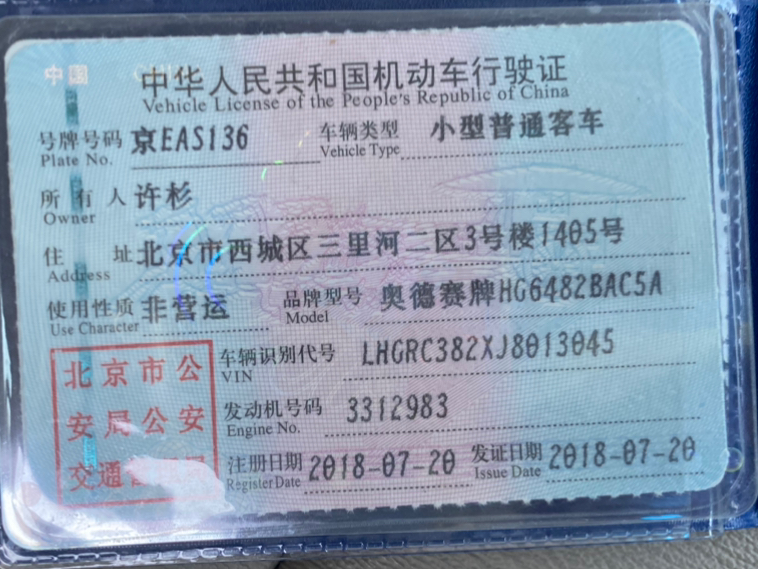 中华人民共和国机动车行驶证
Vehicle License of the People's Republic of China
号牌号码 京EAS136 车辆类型 小型普通客车
Plate No. Vehicle Type
所有人 许杉
Owner
住址 北京市西城区三里河二区3号楼1405号
Address
使用性质 非营运 品牌型号 奥德赛牌HG6482BAC5A
Use Character Model
北京市公
安局公安
交通
车辆识别代号 LHGRC382XJ8013045
VIN
发动机号码 3312983
Engine No.
注册日期 2018-07-20 发证日期 2018-07-20
Register Date Issue Date